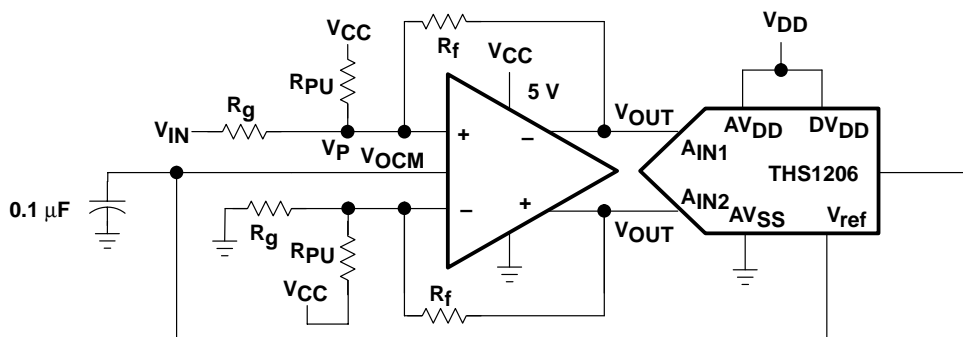 VCC
Rf
VCC
VDD
RPU
5 V
Rg
VOUT
AVDD
DVDD
VIN
+
−
VP
VOCM
AIN1
THS1206
0.1 μF
−
+
AIN2
AVSS
Vref
Rg
RPU
VOUT
VCC
Rf